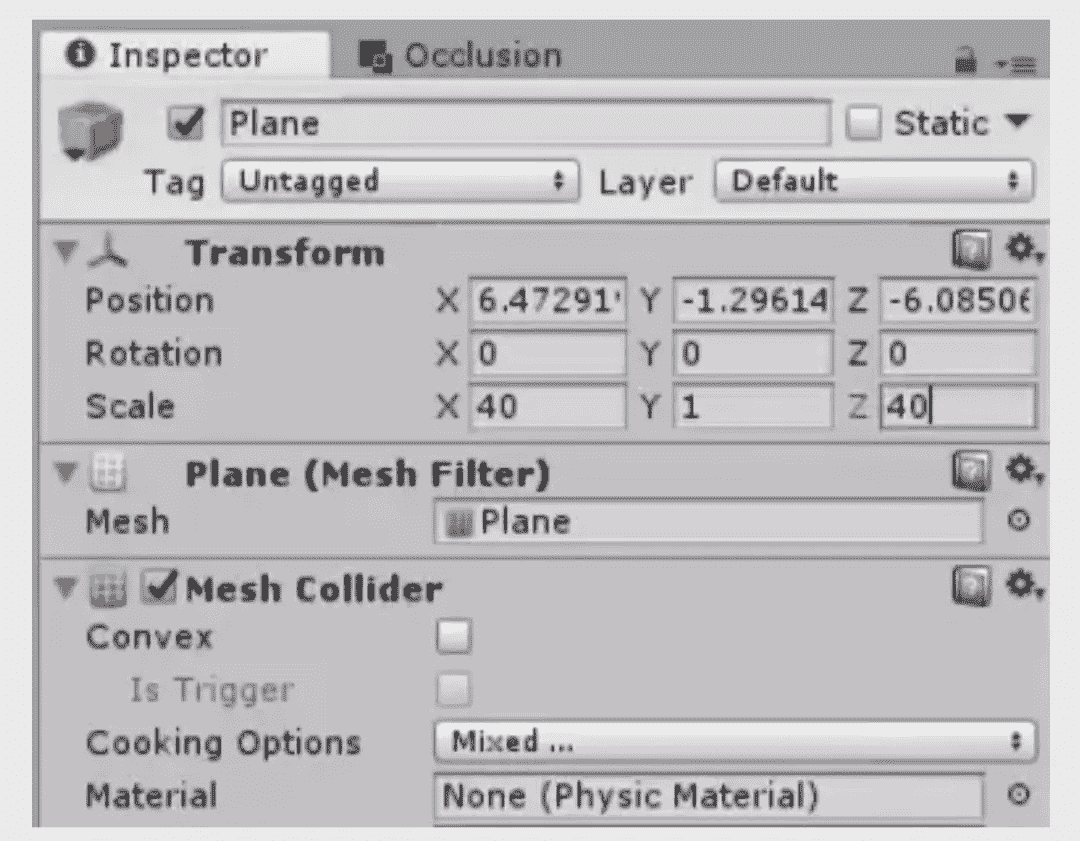 Inspector Occlusion
Plane Static
Tag Untagged Layer Default
Transform
Position X 6.47291 Y -1.29614 Z -6.08506
Rotation X 0 Y 0 Z 0
Scale X 40 Y 1 Z 40
Plane (Mesh Filter)
Mesh Plane
Mesh Collider
Convex
Is Trigger
Cooking Options Mixed ...
Material None (Physic Material)